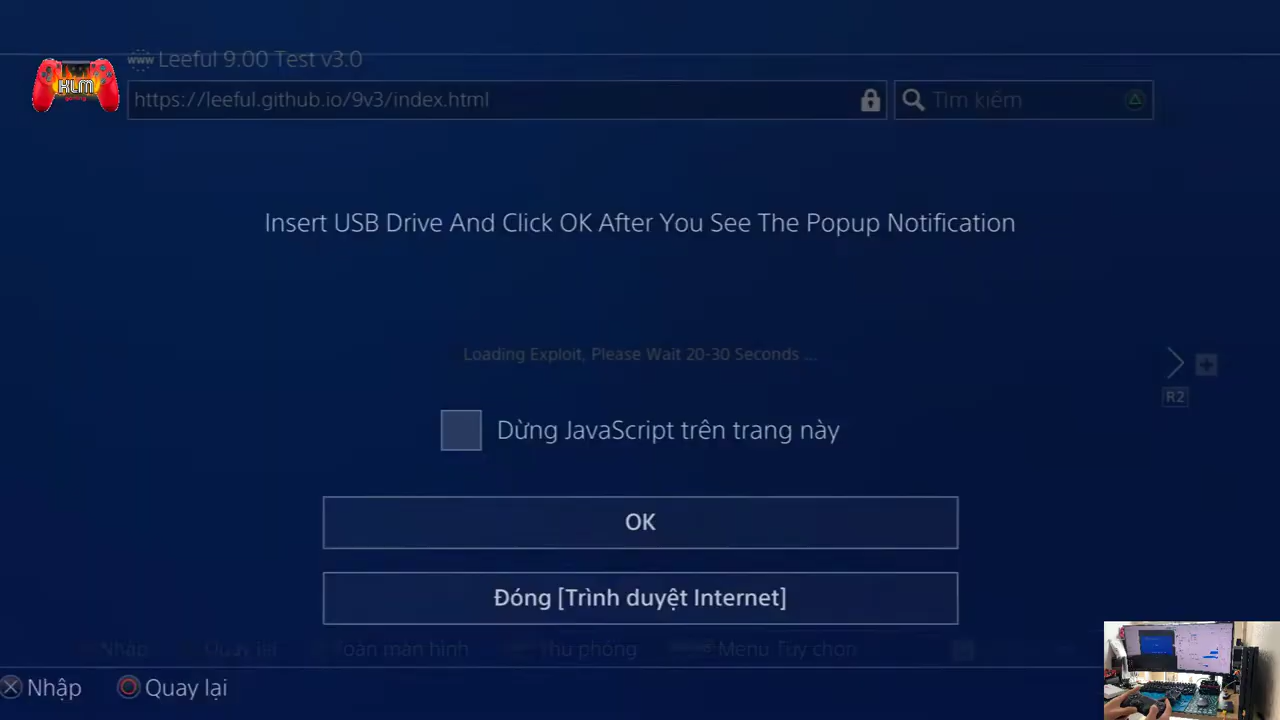 Leeful 9.00 Test v3.0
https://leeful.github.io/9v3/index.html
Tìm kiếm
KLM
gaming
Insert USB Drive And Click OK After You See The Popup Notification
Loading Exploit, Please Wait 20-30 Seconds ...
R2
Dừng JavaScript trên trang này
OK
Đóng [Trình duyệt Internet]
Nhập Quay lại Toàn màn hình Thu phóng Menu Tùy chọn
Nhập Quay lại